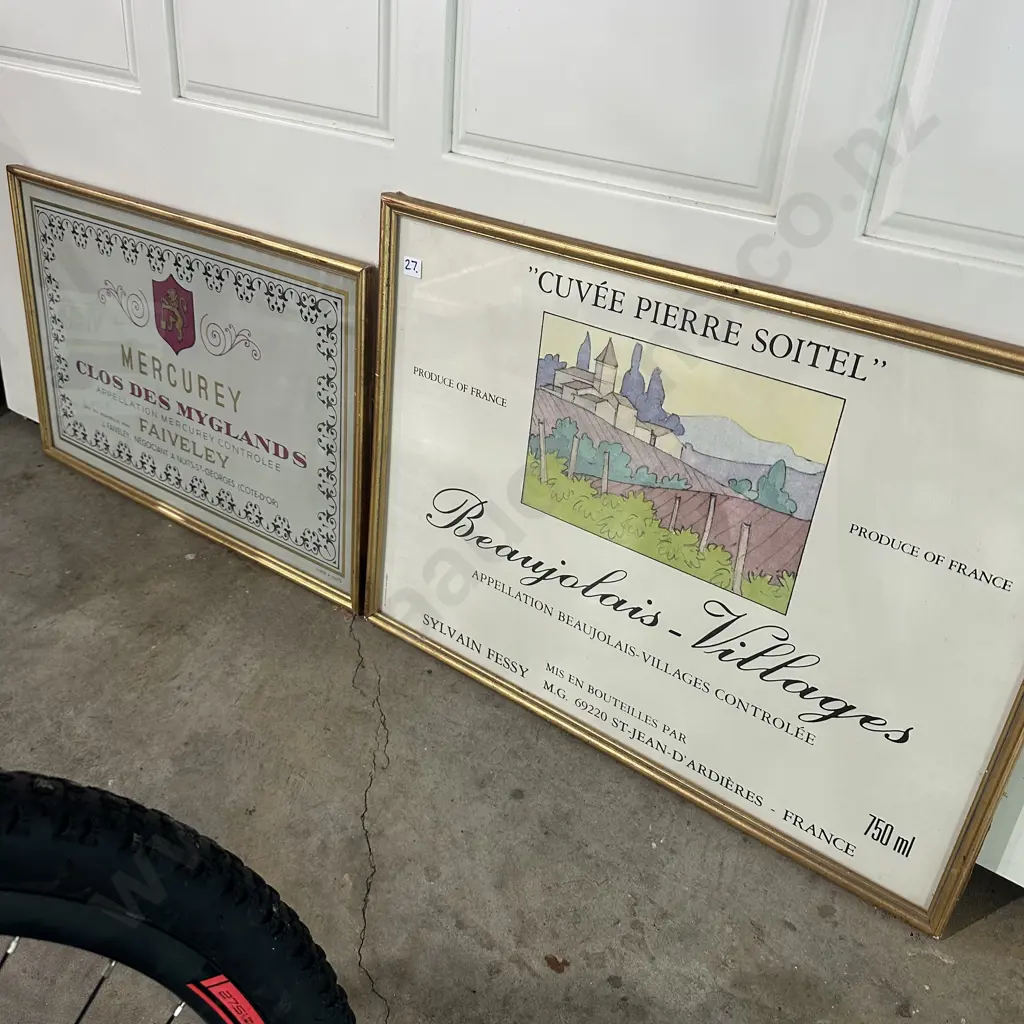 MERCUREY
CLOS DES MYGLANDS
APPELLATION MERCUREY CONTROLÉE
FAIVELEY
J. FAIVELEY, NÉGOCIANT A NUITS-ST-GEORGES (CÔTE-D'OR)
27.
"CUVÉE PIERRE SOITEL"
PRODUCE OF FRANCE
PRODUCE OF FRANCE
Beaujolais-Villages
APPELLATION BEAUJOLAIS-VILLAGES CONTROLÉE
MIS EN BOUTEILLES PAR
SYLVAIN FESSY M.G. 69220 ST-JEAN-D'ARDIÈRES - FRANCE
750 ml